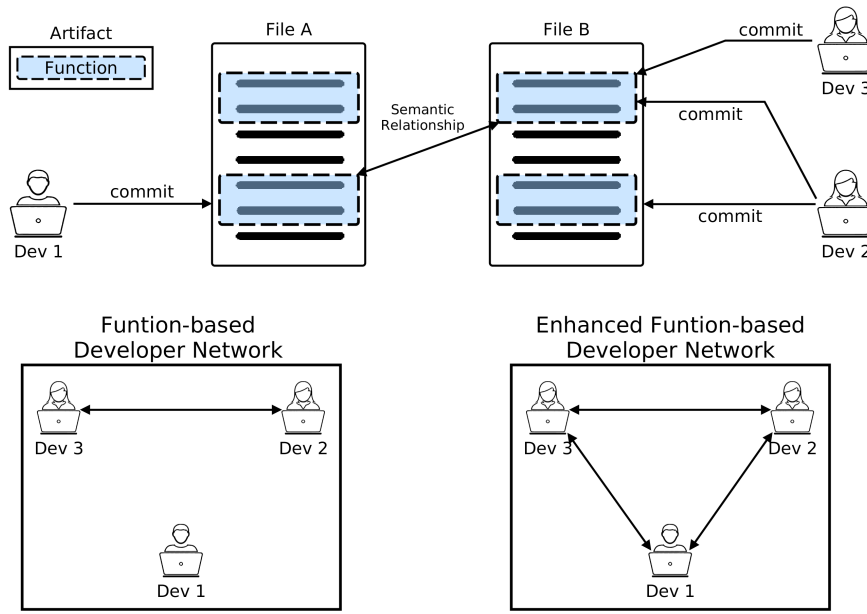 Artifact
Function
File A
File B
commit
Dev 3
Semantic
Relationship
commit
commit
Dev 1
commit
Dev 2
Funtion-based
Developer Network
Enhanced Funtion-based
Developer Network
Dev 3
Dev 2
Dev 1
Dev 3
Dev 2
Dev 1